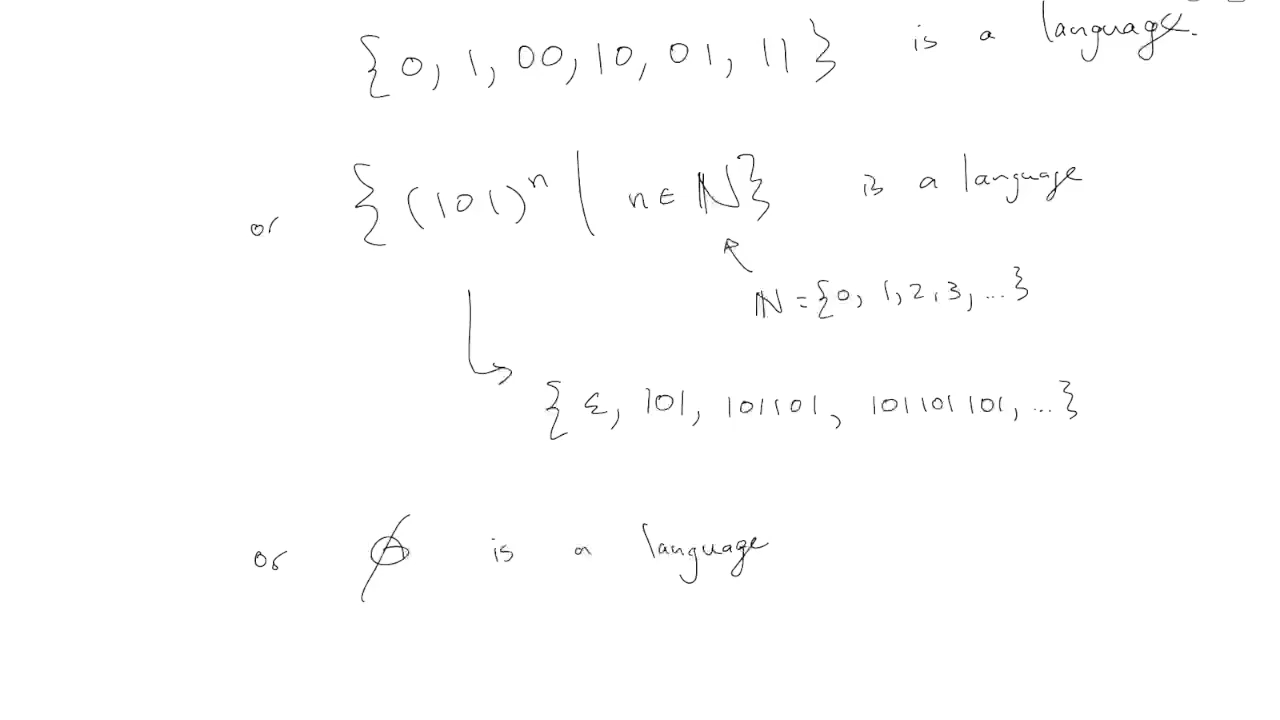 {0, 1, 00, 10, 01, 11} is a language.
or {(101)ⁿ | n ∈ ℕ} is a language
ℕ = {0, 1, 2, 3, ...}
{ε, 101, 101101, 101101101, ...}
or ∅ is a language